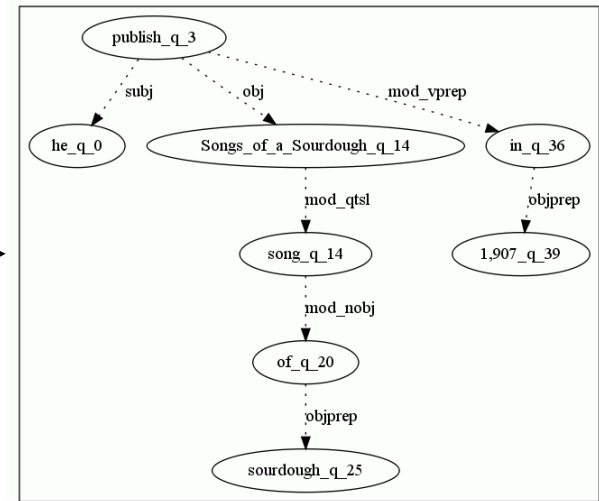 publish_q_3
subj obj mod_vprep
he_q_0 Songs_of_a_Sourdough_q_14 in_q_36
mod_qtsl objprep
song_q_14 1,907_q_39
mod_nobj
of_q_20
objprep
sourdough_q_25